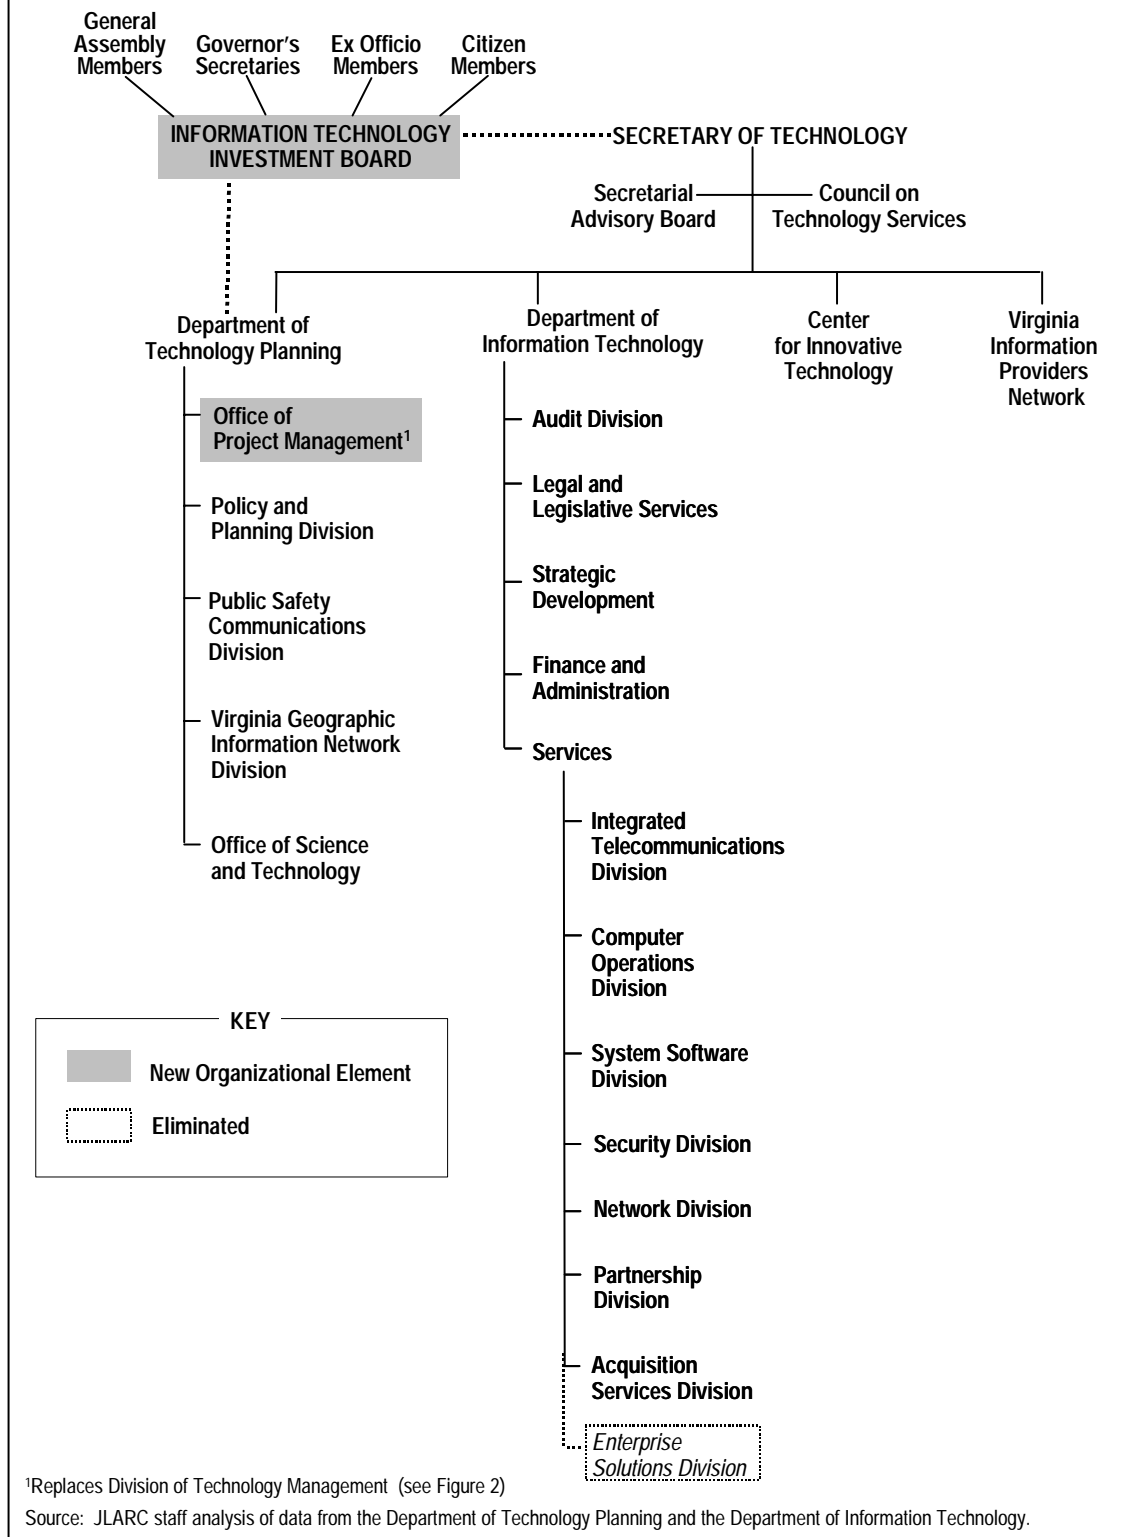 General
Assembly
Members
Governor's
Secretaries
Ex Officio
Members
Citizen
Members
INFORMATION TECHNOLOGY
INVESTMENT BOARD
SECRETARY OF TECHNOLOGY
Secretarial
Advisory Board
Council on
Technology Services
Department of
Technology Planning
Department of
Information Technology
Center
for Innovative
Technology
Virginia
Information
Providers
Network
Office of
Project Management¹
Policy and
Planning Division
Public Safety
Communications
Division
Virginia Geographic
Information Network
Division
Office of Science
and Technology
Audit Division
Legal and
Legislative Services
Strategic
Development
Finance and
Administration
Services
Integrated
Telecommunications
Division
Computer
Operations
Division
System Software
Division
Security Division
Network Division
Partnership
Division
Acquisition
Services Division
Enterprise
Solutions Division
KEY
New Organizational Element
Eliminated
¹Replaces Division of Technology Management (see Figure 2)
Source: JLARC staff analysis of data from the Department of Technology Planning and the Department of Information Technology.